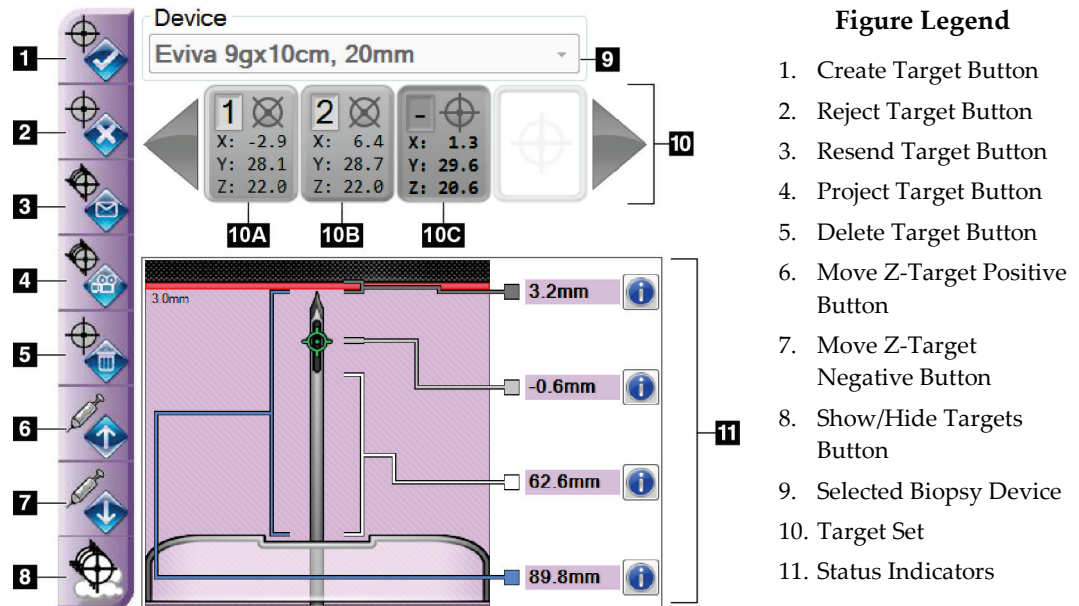 Device
Eviva 9gx10cm, 20mm
1
2
3
4
5
6
7
8
9
10
11
1
X: -2.9
Y: 28.1
Z: 22.0
2
X: 6.4
Y: 28.7
Z: 22.0
-
X: 1.3
Y: 29.6
Z: 20.6
10A
10B
10C
3.0mm
3.2mm
-0.6mm
62.6mm
89.8mm
i
i
i
i
Figure Legend
1. Create Target Button
2. Reject Target Button
3. Resend Target Button
4. Project Target Button
5. Delete Target Button
6. Move Z-Target Positive
Button
7. Move Z-Target
Negative Button
8. Show/Hide Targets
Button
9. Selected Biopsy Device
10. Target Set
11. Status Indicators